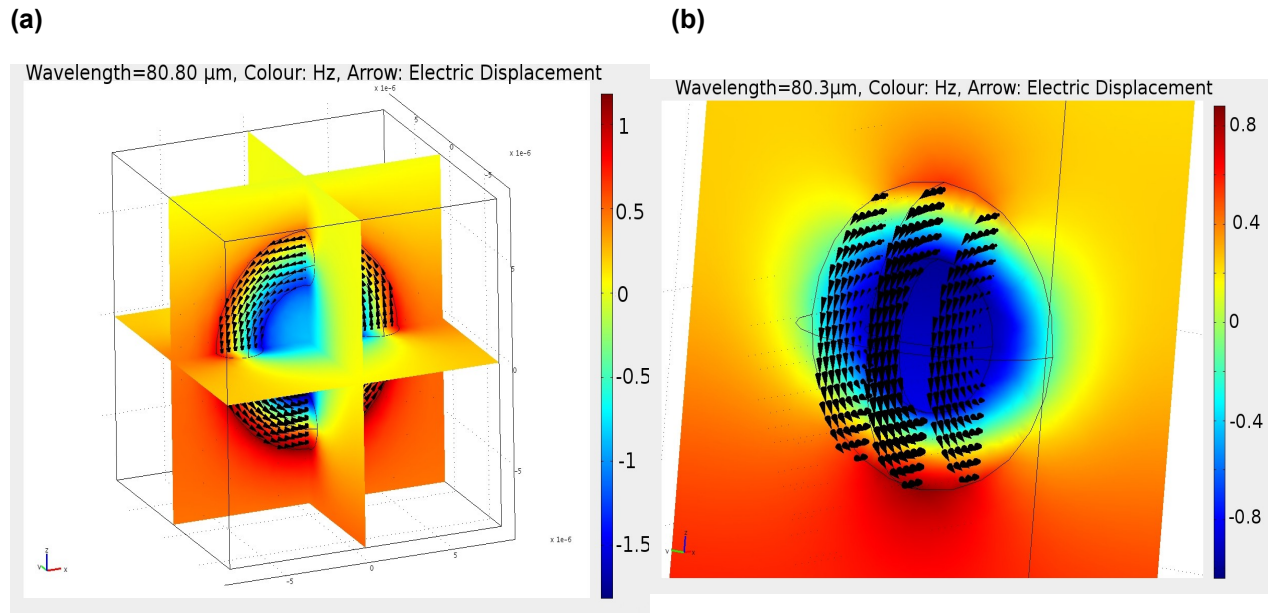 (a)
(b)
Wavelength=80.80 µm, Colour: Hz, Arrow: Electric Displacement
x 1e-6
5
0
x 1e-6
-5
5
0
-5
x 1e-6
-5
0
5
z
y
x
1
0.5
0
-0.5
-1
-1.5
Wavelength=80.3µm, Colour: Hz, Arrow: Electric Displacement
0.8
0.4
0
-0.4
-0.8
z
y
x